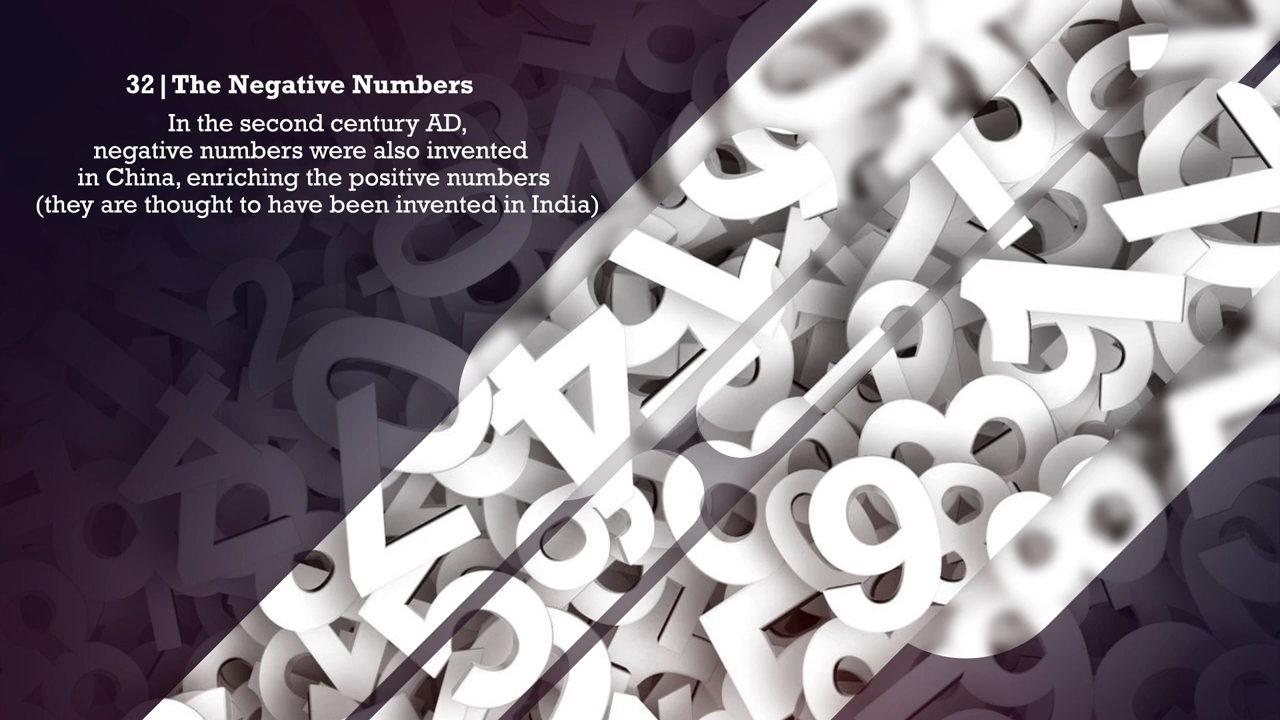 32 | The Negative Numbers
In the second century AD,
negative numbers were also invented
in China, enriching the positive numbers
(they are thought to have been invented in India)